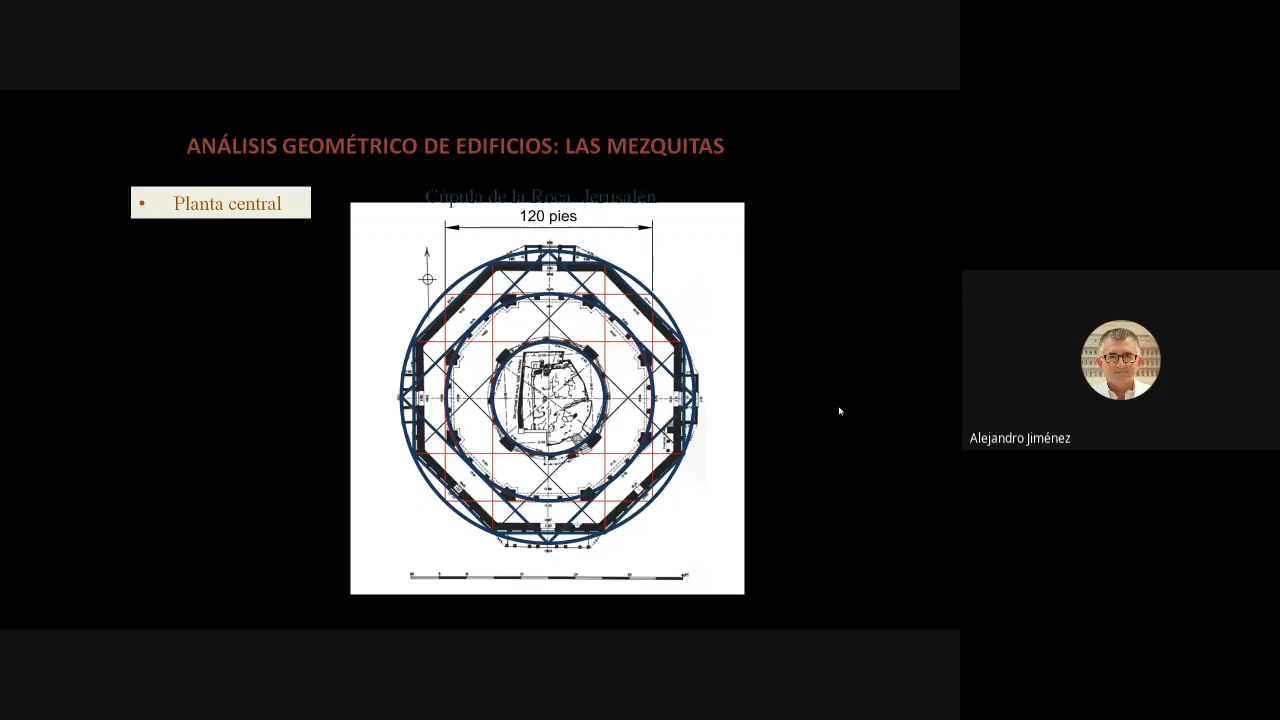 ANÁLISIS GEOMÉTRICO DE EDIFICIOS: LAS MEZQUITAS
• Planta central
Cúpula de la Roca. Jerusalén
120 pies
Alejandro Jiménez